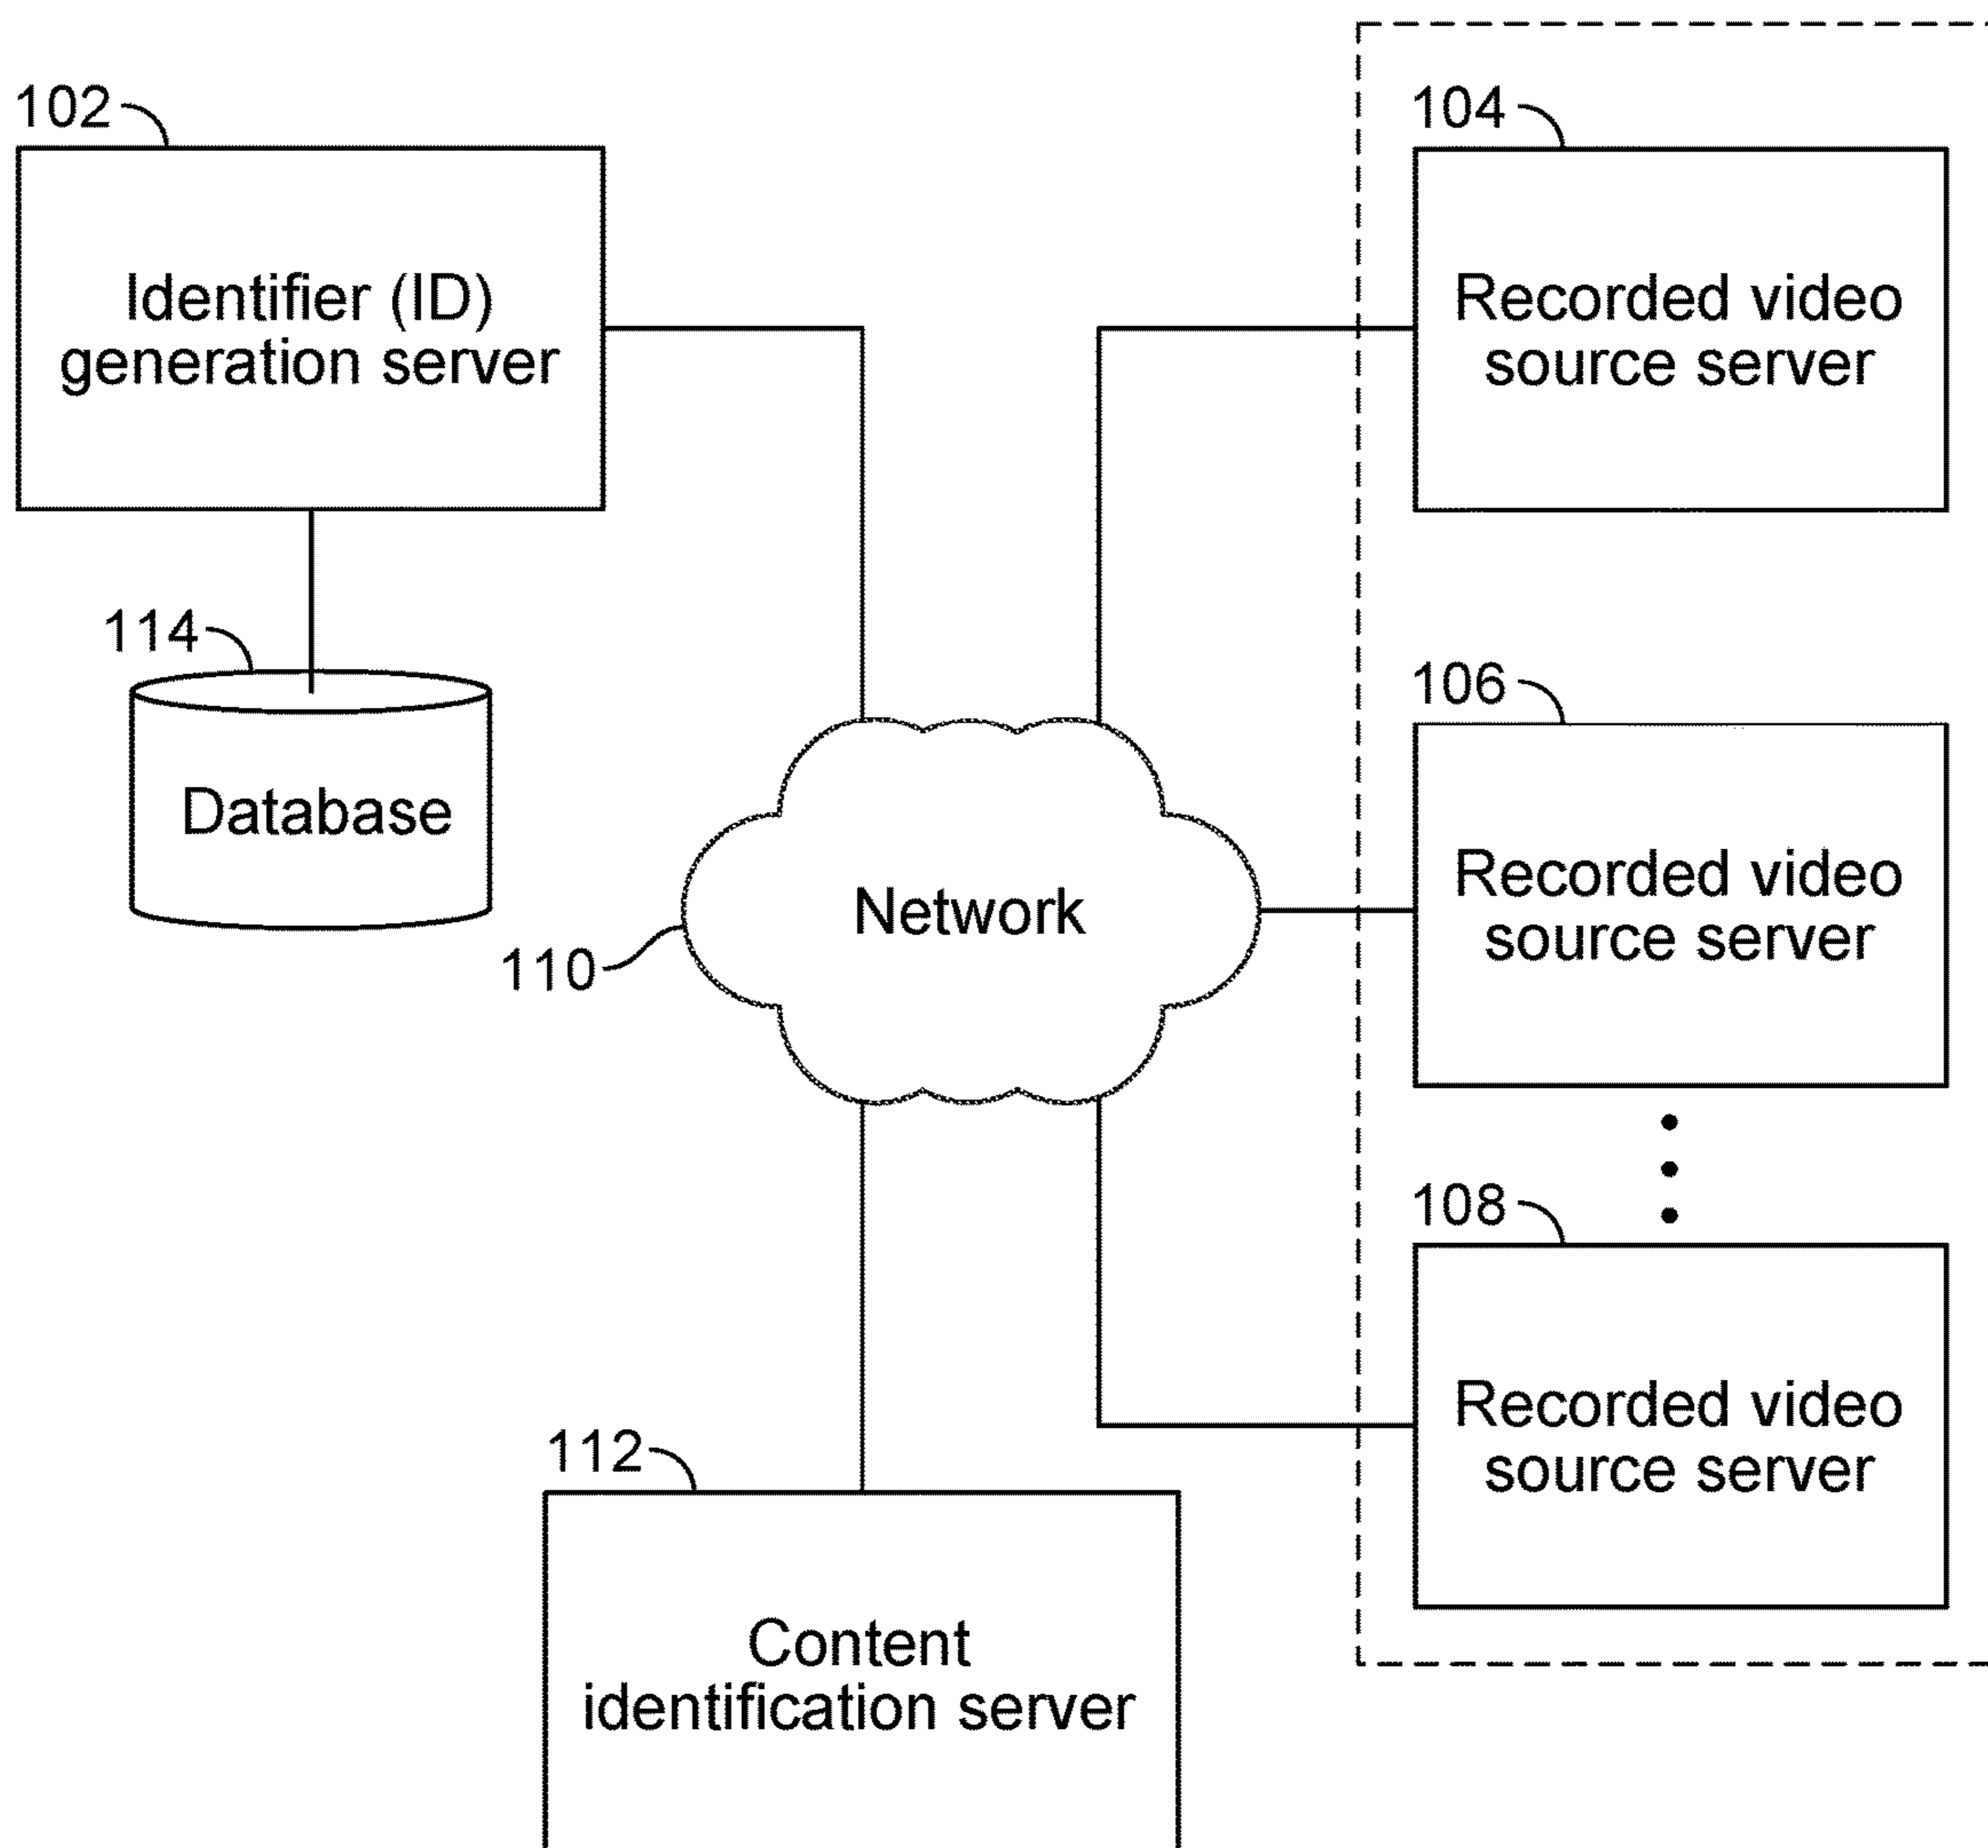 102
Identifier (ID)
generation server
114
Database
104
Recorded video
source server
106
Recorded video
source server
108
Recorded video
source server
Network
110
112
Content
identification server